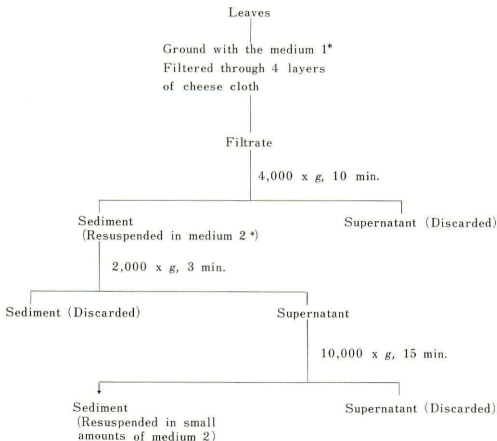 Leaves
Ground with the medium 1*
Filtered through 4 layers
of cheese cloth
Filtrate
4,000 x g, 10 min.
Sediment
(Resuspended in medium 2 *)
Supernatant (Discarded)
2,000 x g, 3 min.
Sediment (Discarded)
Supernatant
10,000 x g, 15 min.
Sediment
(Resuspended in small
amounts of medium 2)
Supernatant (Discarded)